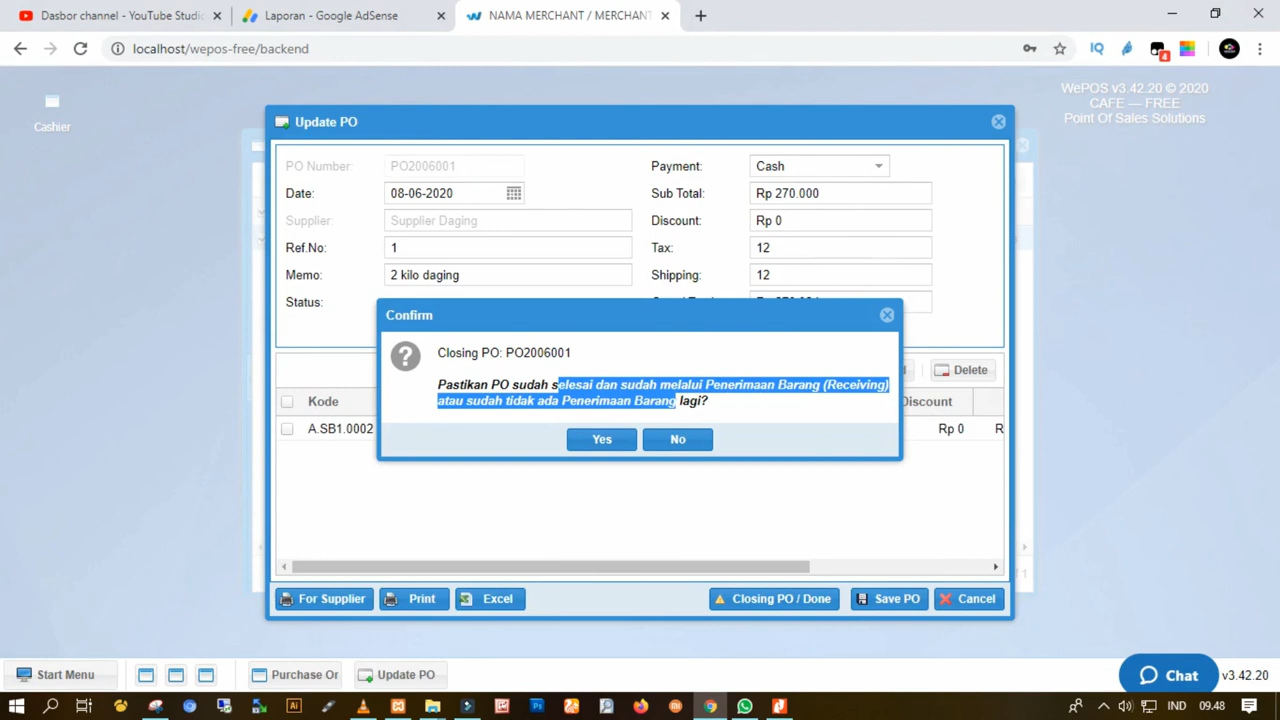 Dasbor channel - YouTube Studi
Laporan - Google AdSense
NAMA MERCHANT / MERCHANT
localhost/wepos-free/backend
4
WePOS v3.42.20 © 2020
CAFE — FREE
Point Of Sales Solutions
Cashier
Update PO
PO Number: PO2006001
Payment: Cash
Date: 08-06-2020
Sub Total: Rp 270.000
Supplier: Supplier Daging
Discount: Rp 0
Ref.No: 1
Tax: 12
Memo: 2 kilo daging
Shipping: 12
Status:
Confirm
Closing PO: PO2006001
Pastikan PO sudah selesai dan sudah melalui Penerimaan Barang (Receiving)
atau sudah tidak ada Penerimaan Barang lagi?
Yes No
Delete
Kode
Discount
A.SB1.0002
Rp 0
R
For Supplier Print Excel Closing PO / Done Save PO Cancel
Start Menu Purchase Or Update PO Chat v3.42.20
IND 09.48